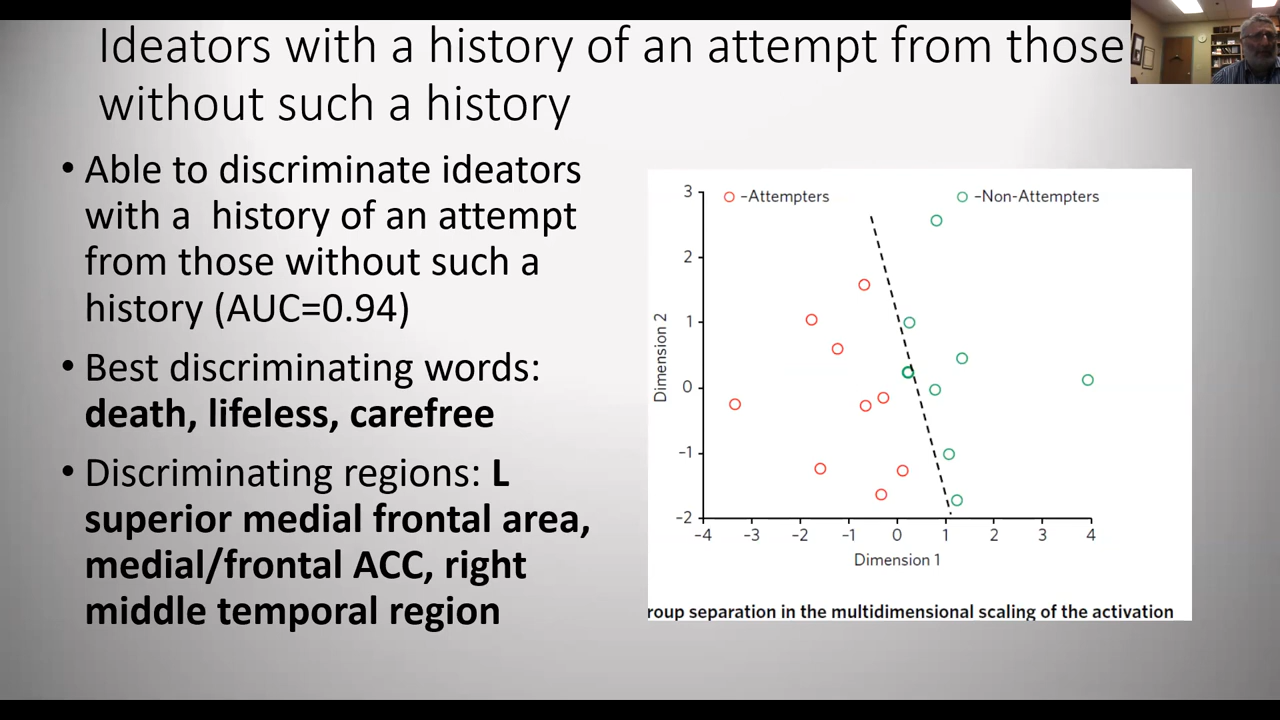 Ideators with a history of an attempt from those
without such a history
• Able to discriminate ideators
with a history of an attempt
from those without such a
history (AUC=0.94)
• Best discriminating words:
death, lifeless, carefree
• Discriminating regions: L
superior medial frontal area,
medial/frontal ACC, right
middle temporal region
–Attempters
–Non-Attempters
3
2
1
0
–1
–2
Dimension 2
–4 –3 –2 –1 0 1 2 3 4
Dimension 1
roup separation in the multidimensional scaling of the activation